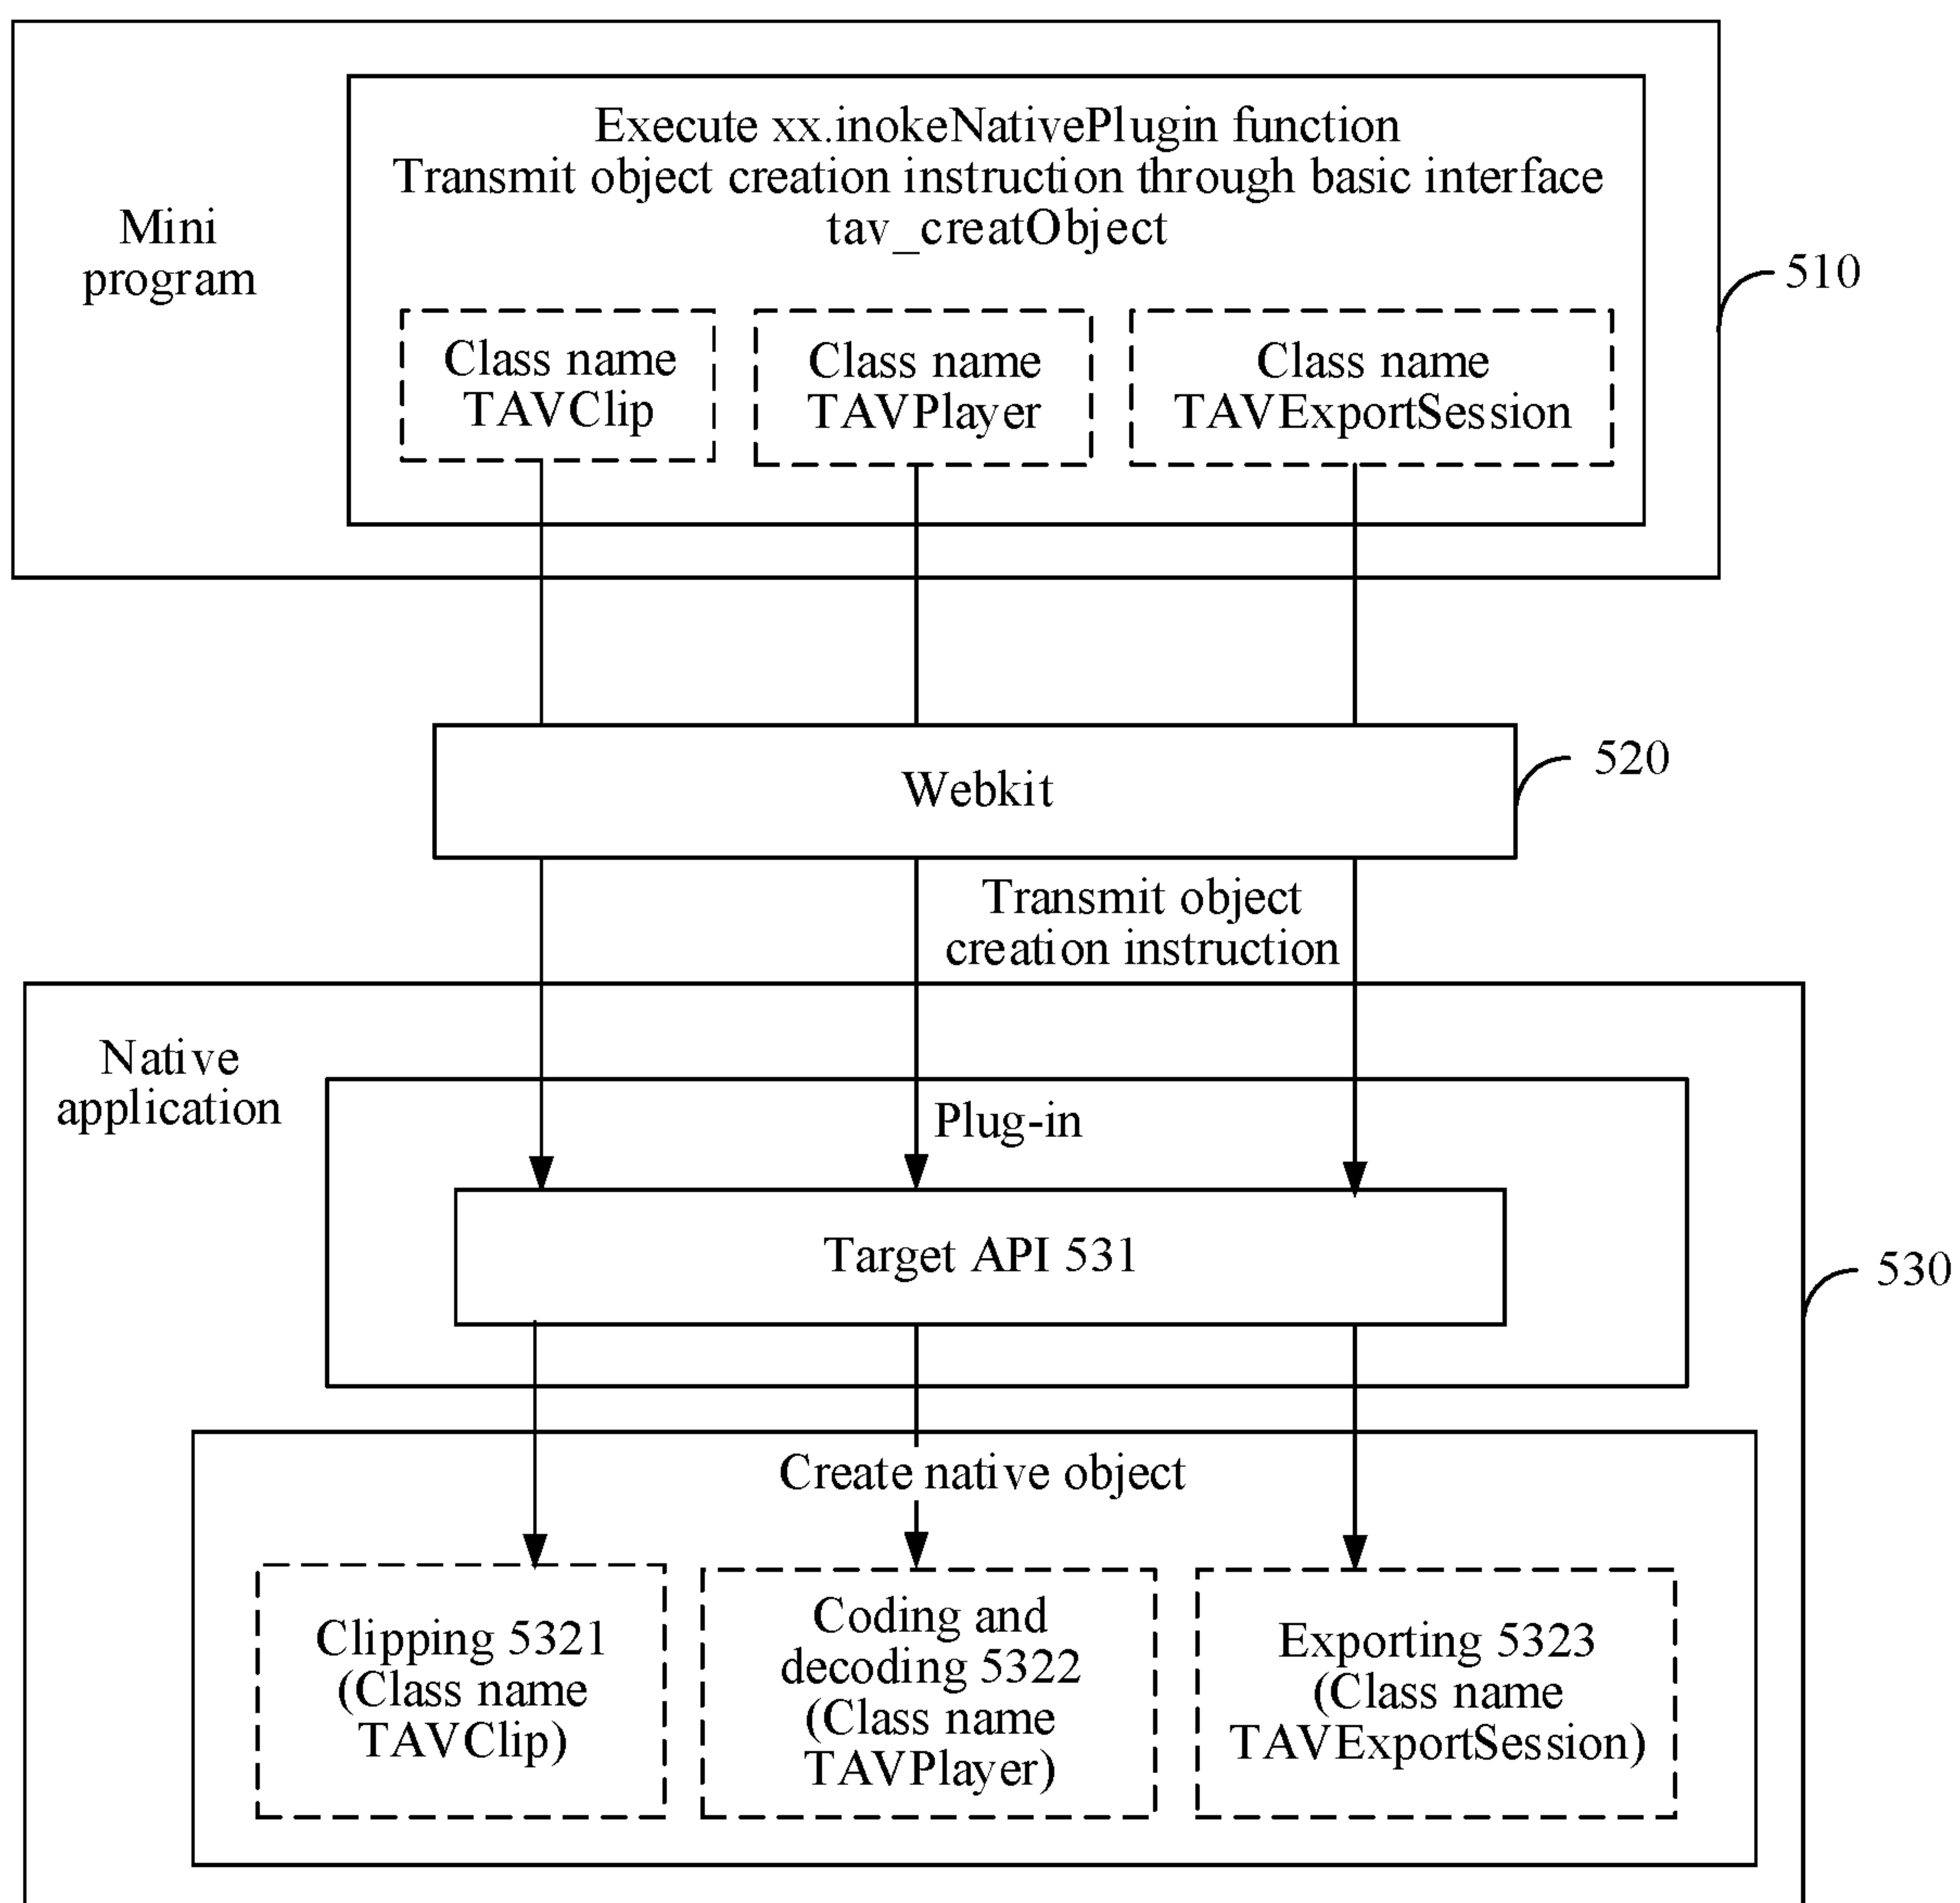 Execute xx.inokeNativePlugin function
Transmit object creation instruction through basic interface
tav_creatObject
Mini
program
510
Class name
TAVClip
Class name
TAVPlayer
Class name
TAVExportSession
Webkit
520
Transmit object
creation instruction
Native
application
Plug-in
Target API 531
530
Create native object
Clipping 5321
(Class name
TAVClip)
Coding and
decoding 5322
(Class name
TAVPlayer)
Exporting 5323
(Class name
TAVExportSession)